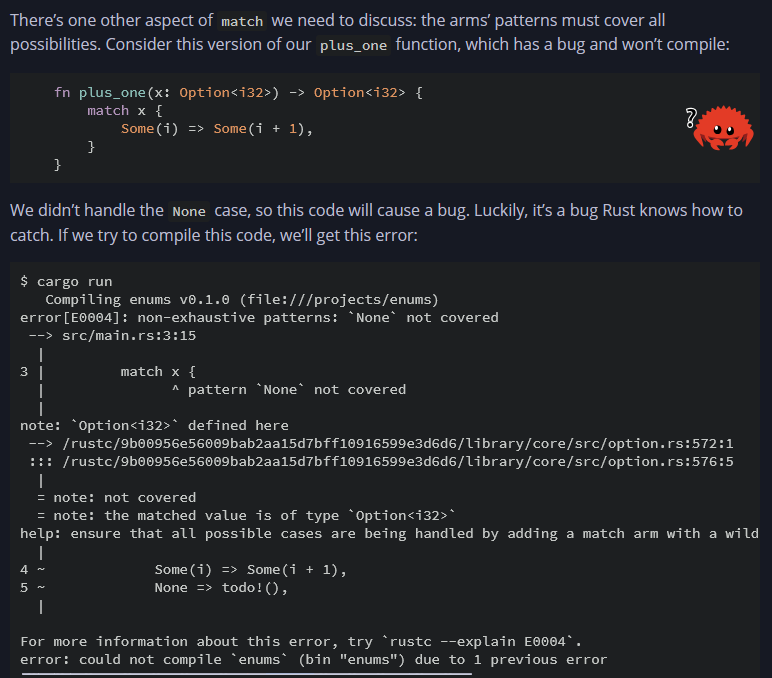 There’s one other aspect of match we need to discuss: the arms’ patterns must cover all
possibilities. Consider this version of our plus_one function, which has a bug and won’t compile:
fn plus_one(x: Option<i32>) -> Option<i32> {
    match x {
        Some(i) => Some(i + 1),
    }
}
?
We didn’t handle the None case, so this code will cause a bug. Luckily, it’s a bug Rust knows how to
catch. If we try to compile this code, we’ll get this error:
$ cargo run
   Compiling enums v0.1.0 (file:///projects/enums)
error[E0004]: non-exhaustive patterns: `None` not covered
 --> src/main.rs:3:15
  |
3 |         match x {
  |               ^ pattern `None` not covered
  |
note: `Option<i32>` defined here
 --> /rustc/9b00956e56009bab2aa15d7bff10916599e3d6d6/library/core/src/option.rs:572:1
 ::: /rustc/9b00956e56009bab2aa15d7bff10916599e3d6d6/library/core/src/option.rs:576:5
  |
  = note: not covered
  = note: the matched value is of type `Option<i32>`
help: ensure that all possible cases are being handled by adding a match arm with a wild
  |
4 ~             Some(i) => Some(i + 1),
5 ~             None => todo!(),
  |
For more information about this error, try `rustc --explain E0004`.
error: could not compile `enums` (bin "enums") due to 1 previous error